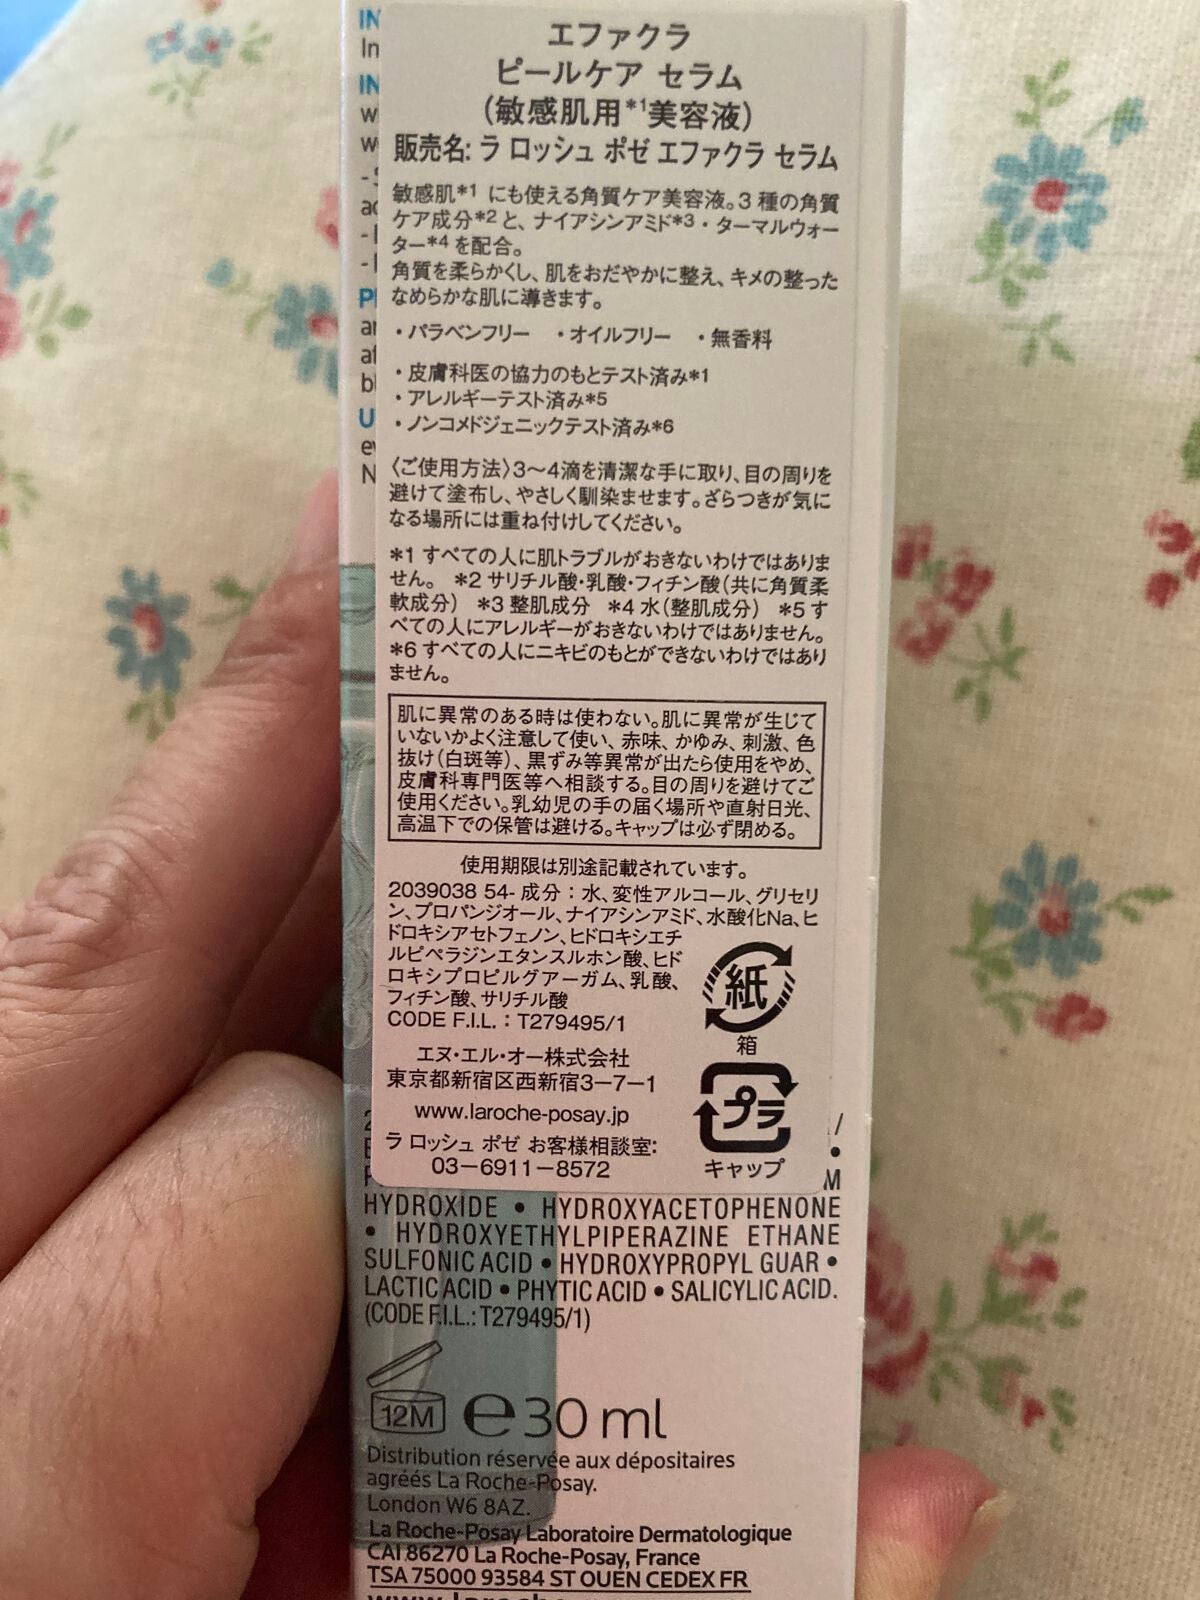 エファクラ
ピールケア セラム
(敏感肌用*1美容液)
販売名: ラ ロッシュ ポゼ エファクラ セラム
敏感肌*1 にも使える角質ケア美容液。3 種の角質
ケア成分*2 と、ナイアシンアミド*3・ターマルウォー
ター*4 を配合。
角質を柔らかくし、肌をおだやかに整え、キメの整った
なめらかな肌に導きます。
・パラベンフリー ・オイルフリー ・無香料
・皮膚科医の協力のもとテスト済み*1
・アレルギーテスト済み*5
・ノンコメドジェニックテスト済み*6
〈ご使用方法〉3〜4滴を清潔な手に取り、目の周りを
避けて塗布し、やさしく馴染ませます。ざらつきが気に
なる場所には重ね付けしてください。
*1 すべての人に肌トラブルがおきないわけではありま
せん。 *2 サリチル酸・乳酸・フィチン酸(共に角質柔
軟成分) *3 整肌成分 *4 水(整肌成分) *5 す
べての人にアレルギーがおきないわけではありません。
*6 すべての人にニキビのもとができないわけではあり
ません。
肌に異常のある時は使わない。肌に異常が生じて
いないかよく注意して使い、赤味、かゆみ、刺激、色
抜け(白斑等)、黒ずみ等異常が出たら使用をやめ、
皮膚科専門医等へ相談する。目の周りを避けてご
使用ください。乳幼児の手の届く場所や直射日光、
高温下での保管は避ける。キャップは必ず閉める。
使用期限は別途記載されています。
2039038 54- 成分：水、変性アルコール、グリセリ
ン、プロパンジオール、ナイアシンアミド、水酸化Na、ヒ
ドロキシアセトフェノン、ヒドロキシエチ
ルピペラジンエタンスルホン酸、ヒド
ロキシプロピルグアーガム、乳酸、
フィチン酸、サリチル酸
CODE F.I.L.：T279495/1
紙
箱
エヌ・エル・オー株式会社
東京都新宿区西新宿3−7−1
www.laroche-posay.jp
ラ ロッシュ ポゼ お客様相談室:
03−6911−8572
プラ
キャップ
HYDROXIDE • HYDROXYACETOPHENONE
• HYDROXYETHYLPIPERAZINE ETHANE
SULFONIC ACID • HYDROXYPROPYL GUAR •
LACTIC ACID • PHYTIC ACID • SALICYLIC ACID.
(CODE F.I.L.: T279495/1)
12M ℮30 ml
Distribution réservée aux dépositaires
agréés La Roche-Posay.
London W6 8AZ.
La Roche-Posay Laboratoire Dermatologique
CAI 86270 La Roche-Posay, France
TSA 75000 93584 ST OUEN CEDEX FR